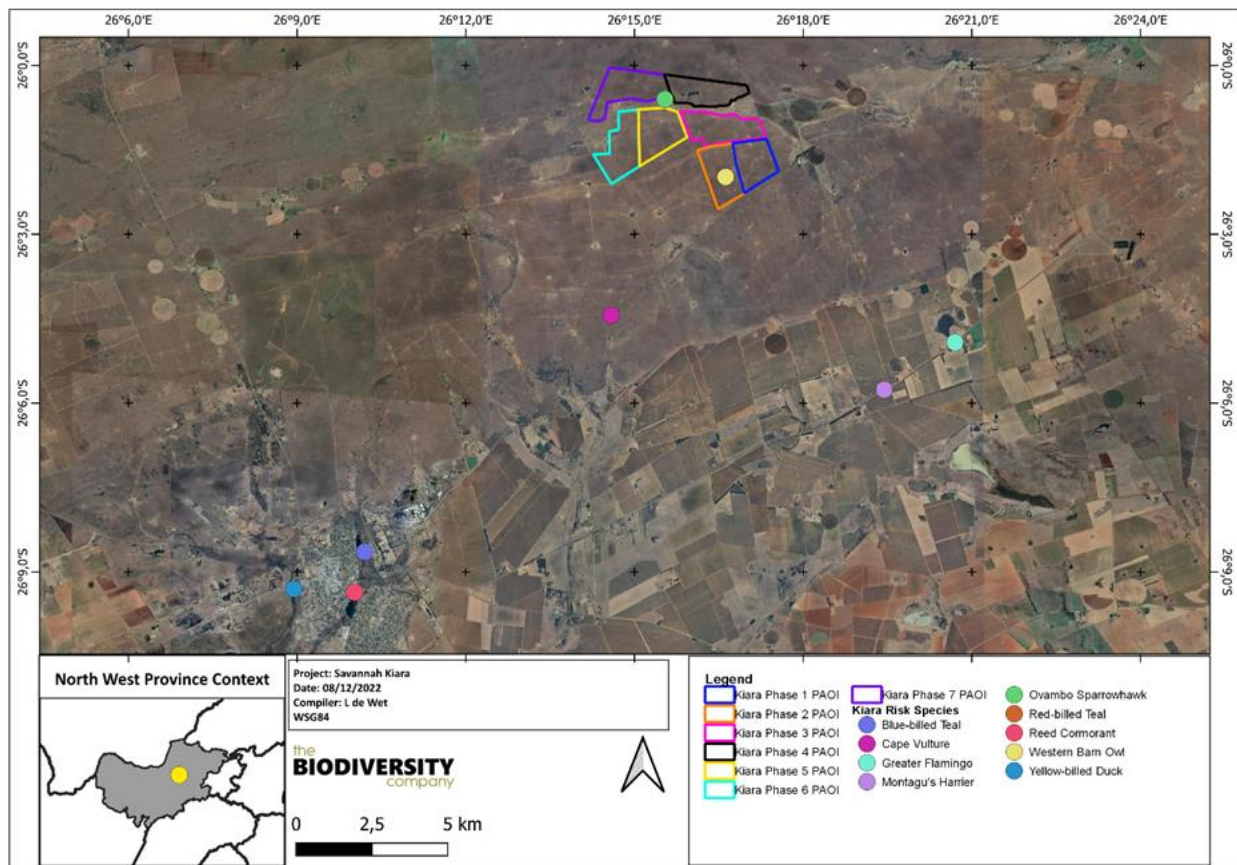 26°6,0'E 26°9,0'E 26°12,0'E 26°15,0'E 26°18,0'E 26°21,0'E 26°24,0'E
26°0,0'S 26°0,0'S
26°3,0'S 26°3,0'S
26°6,0'S 26°6,0'S
26°9,0'S 26°9,0'S
North West Province Context
Project: Savannah Kiara
Date: 08/12/2022
Compiler: L de Wet
WSG84
the
BIODIVERSITY
company
0 2,5 5 km
Legend
Kiara Phase 1 PAOI
Kiara Phase 2 PAOI
Kiara Phase 3 PAOI
Kiara Phase 4 PAOI
Kiara Phase 5 PAOI
Kiara Phase 6 PAOI
Kiara Phase 7 PAOI
Kiara Risk Species
Blue-billed Teal
Cape Vulture
Greater Flamingo
Montagu's Harrier
Ovambo Sparrowhawk
Red-billed Teal
Reed Cormorant
Western Barn Owl
Yellow-billed Duck